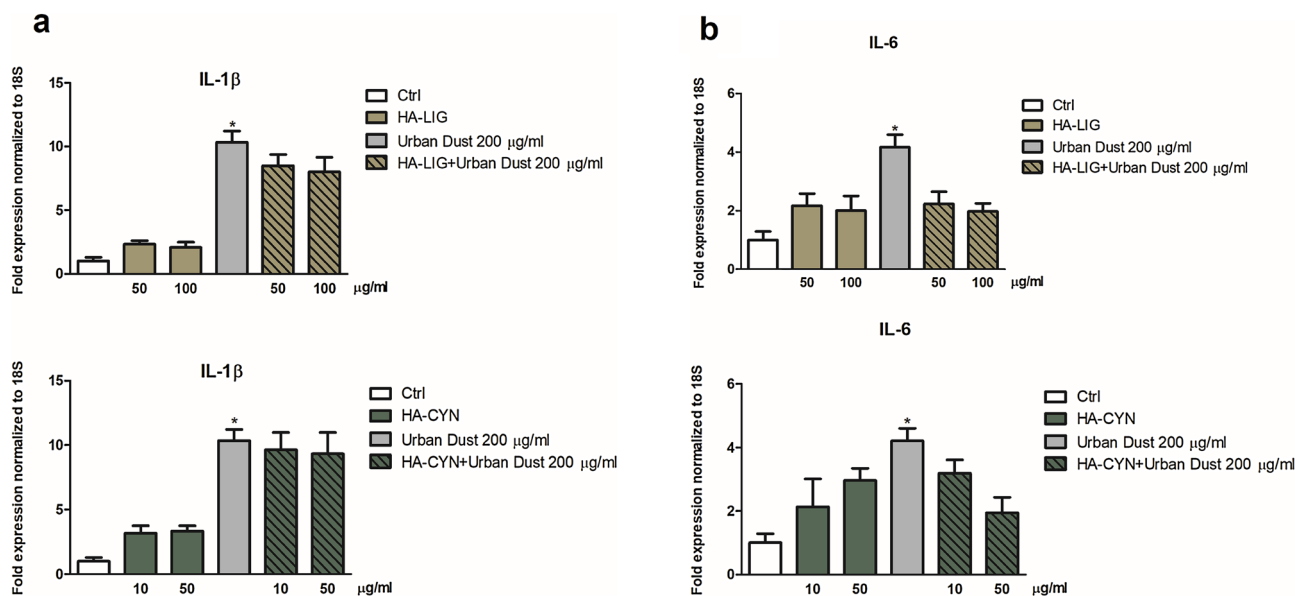 a
IL-1β
Fold expression normalized to 18S
15
10
5
0
*
50 100 50 100 μg/ml
Ctrl
HA-LIG
Urban Dust 200 μg/ml
HA-LIG+Urban Dust 200 μg/ml
b
IL-6
Fold expression normalized to 18S
6
4
2
0
*
50 100 50 100 μg/ml
Ctrl
HA-LIG
Urban Dust 200 μg/ml
HA-LIG+Urban Dust 200 μg/ml
IL-1β
Fold expression normalized to 18S
15
10
5
0
*
10 50 10 50 μg/ml
Ctrl
HA-CYN
Urban Dust 200 μg/ml
HA-CYN+Urban Dust 200 μg/ml
IL-6
Fold expression normalized to 18S
6
4
2
0
*
10 50 10 50 μg/ml
Ctrl
HA-CYN
Urban Dust 200 μg/ml
HA-CYN+Urban Dust 200 μg/ml